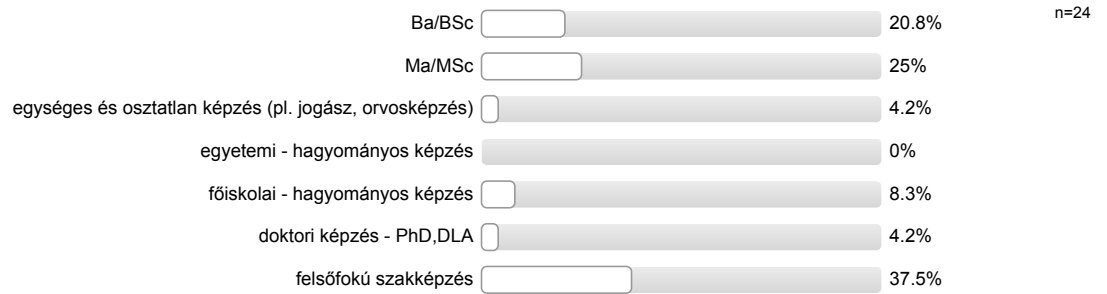 Ba/BSc 20.8% n=24
Ma/MSc 25%
egységes és osztatlan képzés (pl. jogász, orvosképzés) 4.2%
egyetemi - hagyományos képzés 0%
főiskolai - hagyományos képzés 8.3%
doktori képzés - PhD,DLA 4.2%
felsőfokú szakképzés 37.5%